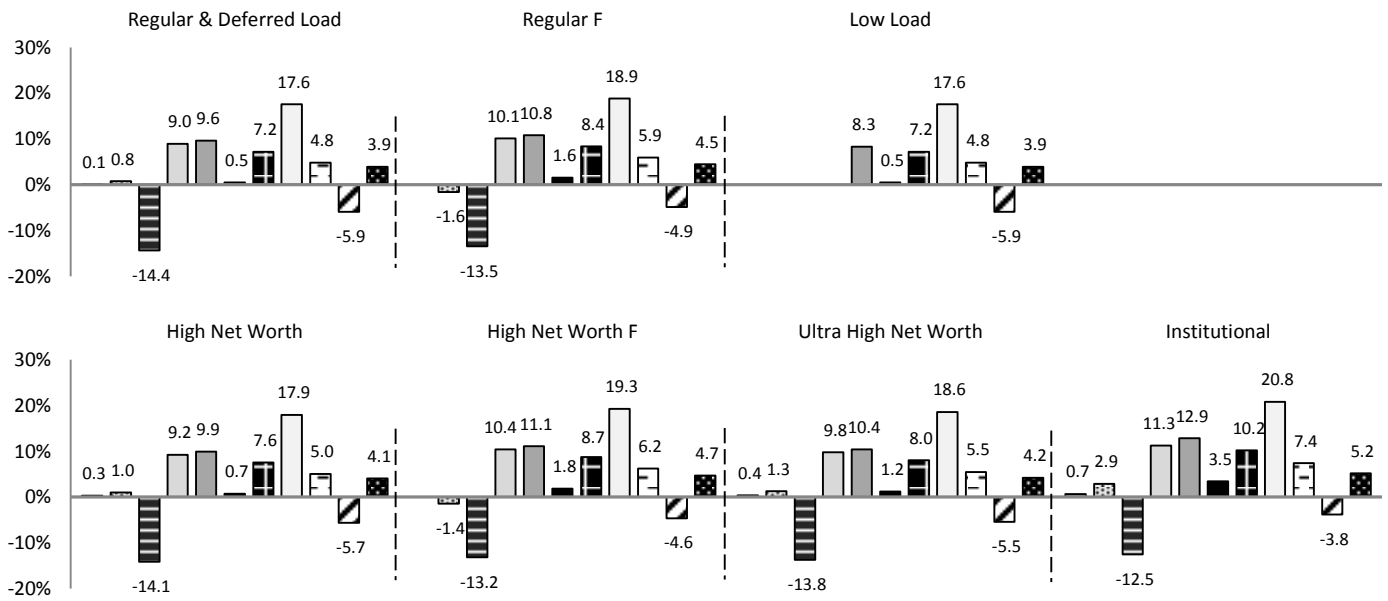 Regular & Deferred Load Regular F Low Load
30%
20%
10%
0%
-10%
-20%
0.1 0.8 -14.4 9.0 9.6 0.5 7.2 17.6 4.8 -5.9 3.9
-1.6 -13.5 10.1 10.8 1.6 8.4 18.9 5.9 -4.9 4.5
8.3 0.5 7.2 17.6 4.8 -5.9 3.9
High Net Worth High Net Worth F Ultra High Net Worth Institutional
30%
20%
10%
0%
-10%
-20%
0.3 1.0 -14.1 9.2 9.9 0.7 7.6 17.9 5.0 -5.7 4.1
-1.4 -13.2 10.4 11.1 1.8 8.7 19.3 6.2 -4.6 4.7
0.4 1.3 -13.8 9.8 10.4 1.2 8.0 18.6 5.5 -5.5 4.2
0.7 2.9 -12.5 11.3 12.9 3.5 10.2 20.8 7.4 -3.8 5.2